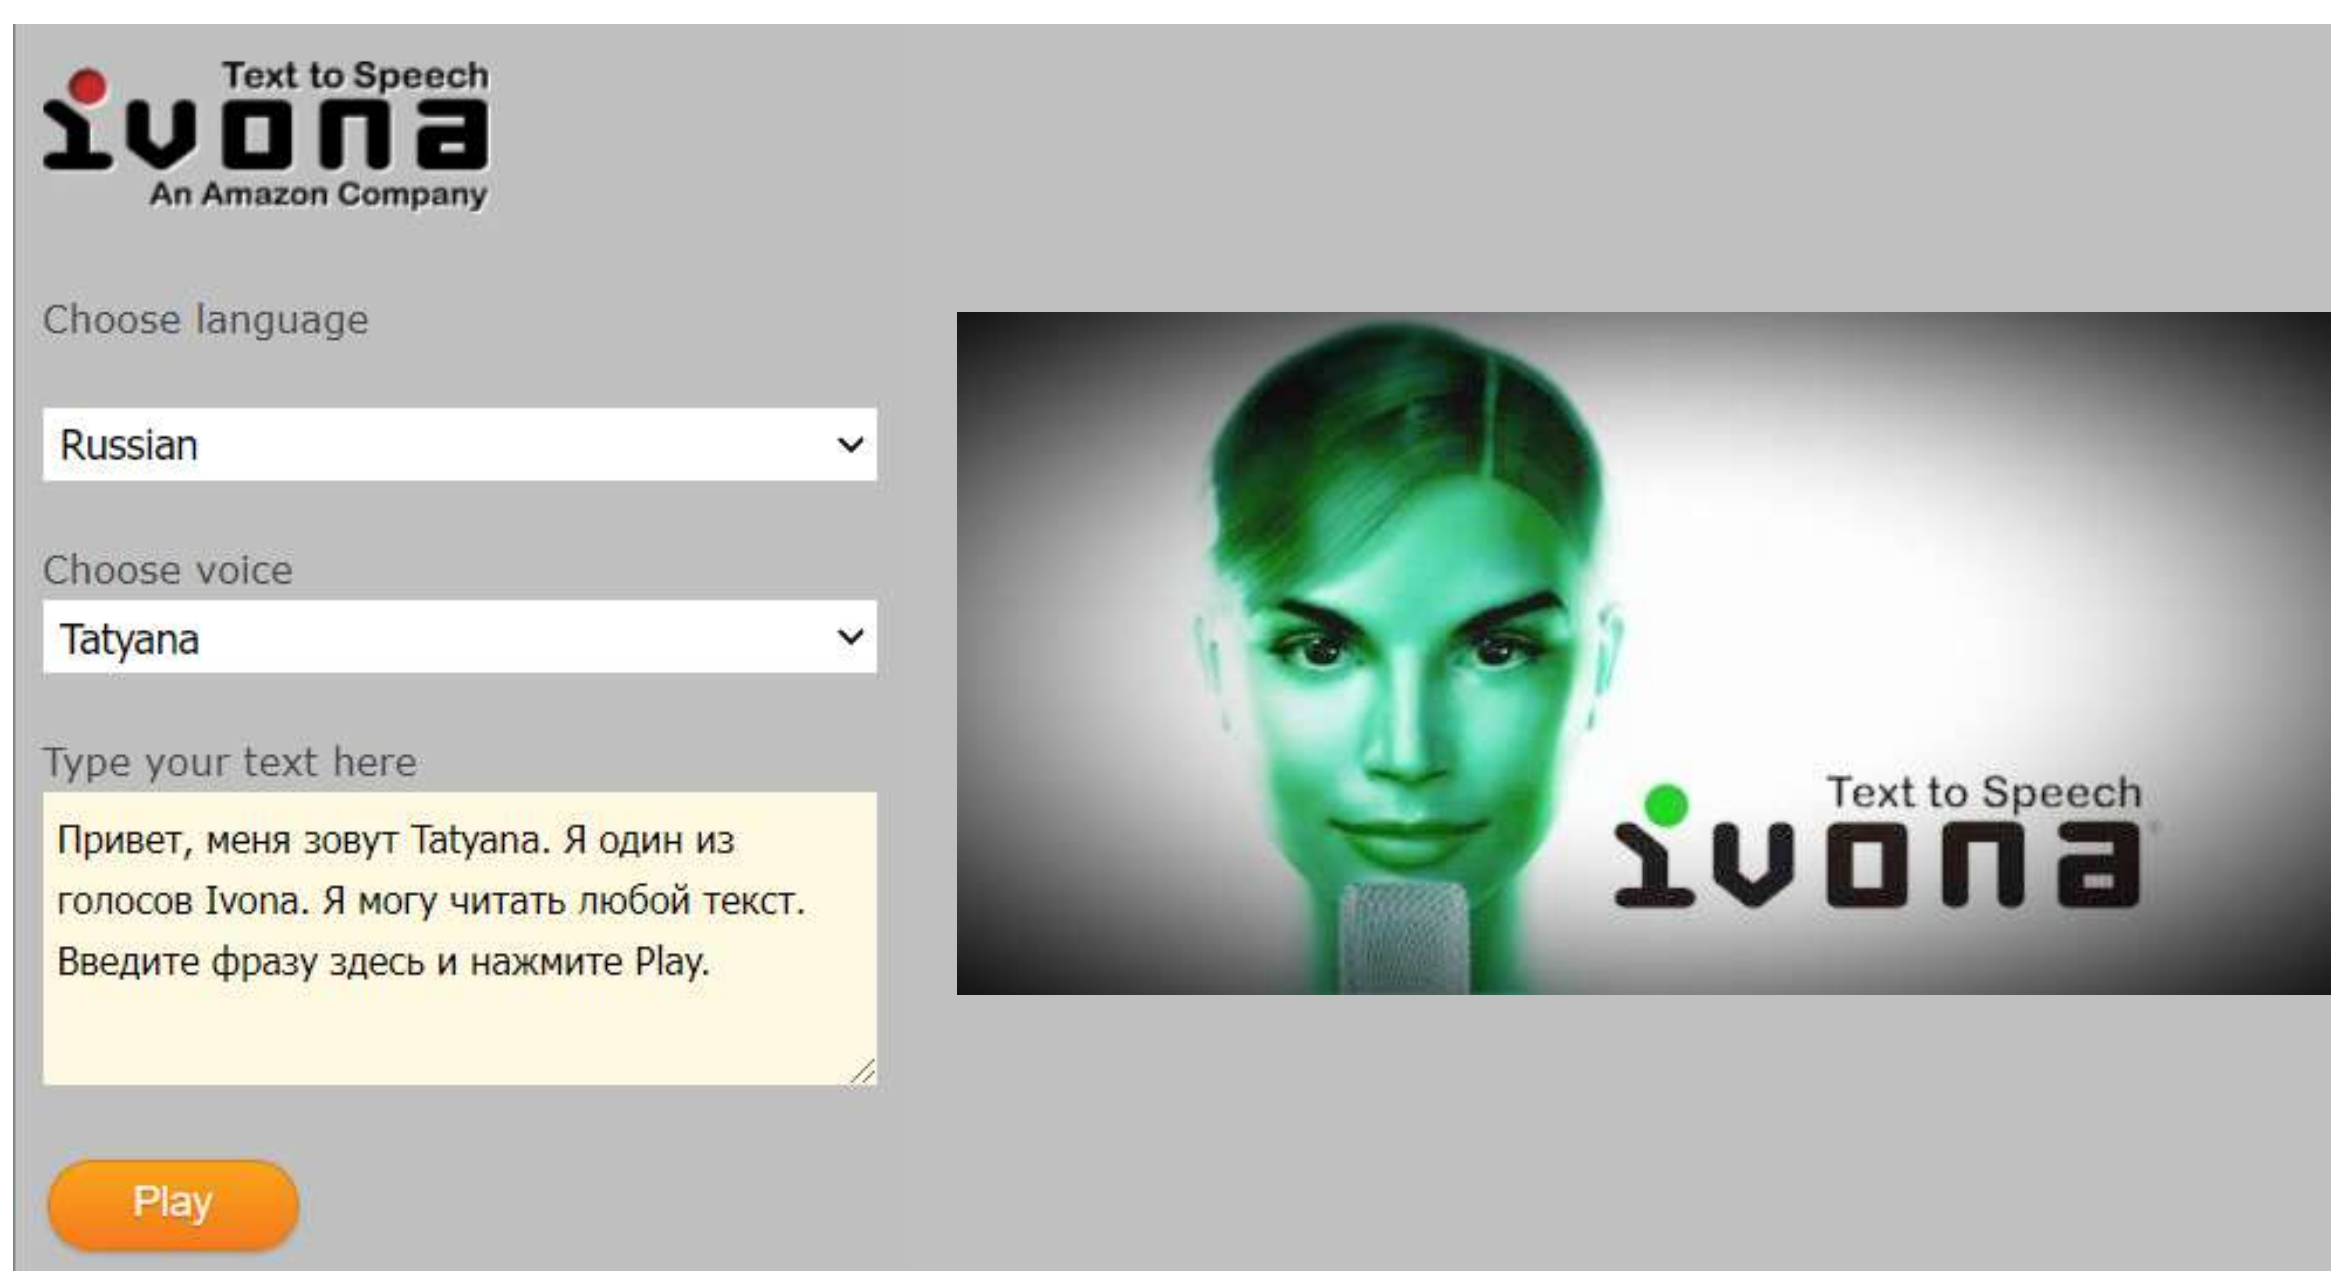 Text to Speech
ivona
An Amazon Company
Choose language
Russian
Choose voice
Tatyana
Type your text here
Привет, меня зовут Tatyana. Я один из
голосов Ivona. Я могу читать любой текст.
Введите фразу здесь и нажмите Play.
Play
Text to Speech
ivona